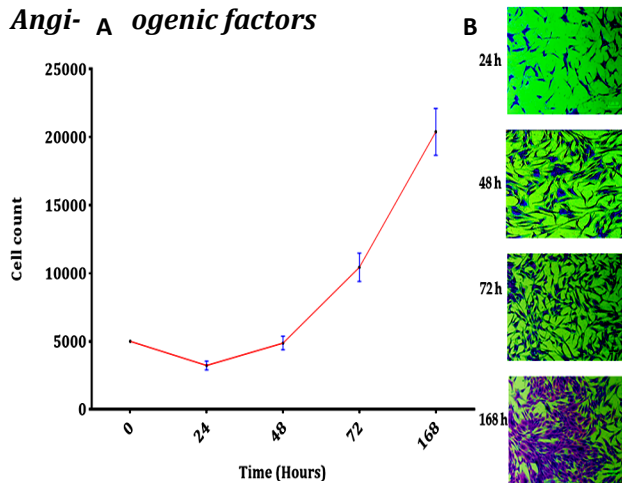 Angi- A ogenic factors
B
25000
20000
15000
10000
5000
0
Cell count
0 24 48 72 168
Time (Hours)
24 h
48 h
72 h
168 h